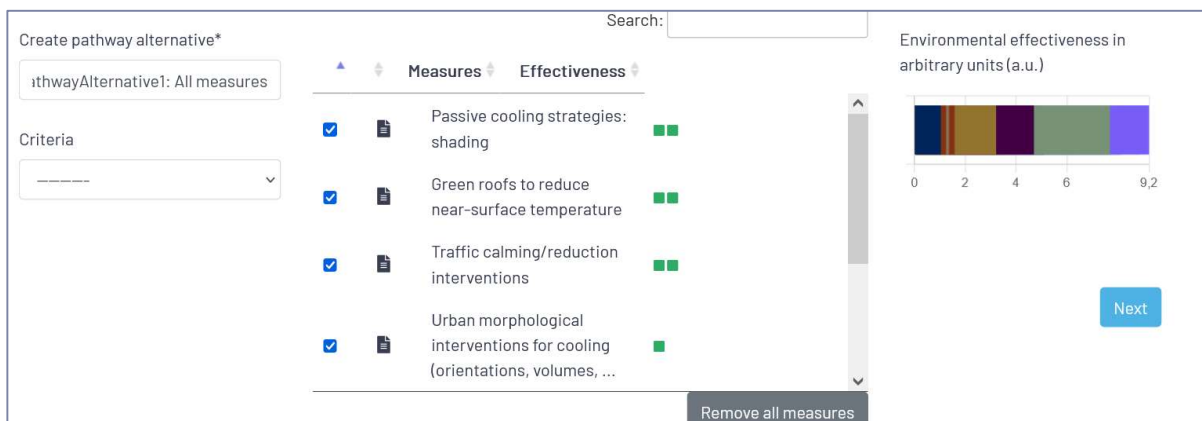 Create pathway alternative*
athwayAlternative1: All measures
Criteria
----------
Search:
Measures Effectiveness
Passive cooling strategies:
shading
Green roofs to reduce
near-surface temperature
Traffic calming/reduction
interventions
Urban morphological
interventions for cooling
(orientations, volumes, ...
Remove all measures
Environmental effectiveness in
arbitrary units (a.u.)
0 2 4 6 9,2
Next